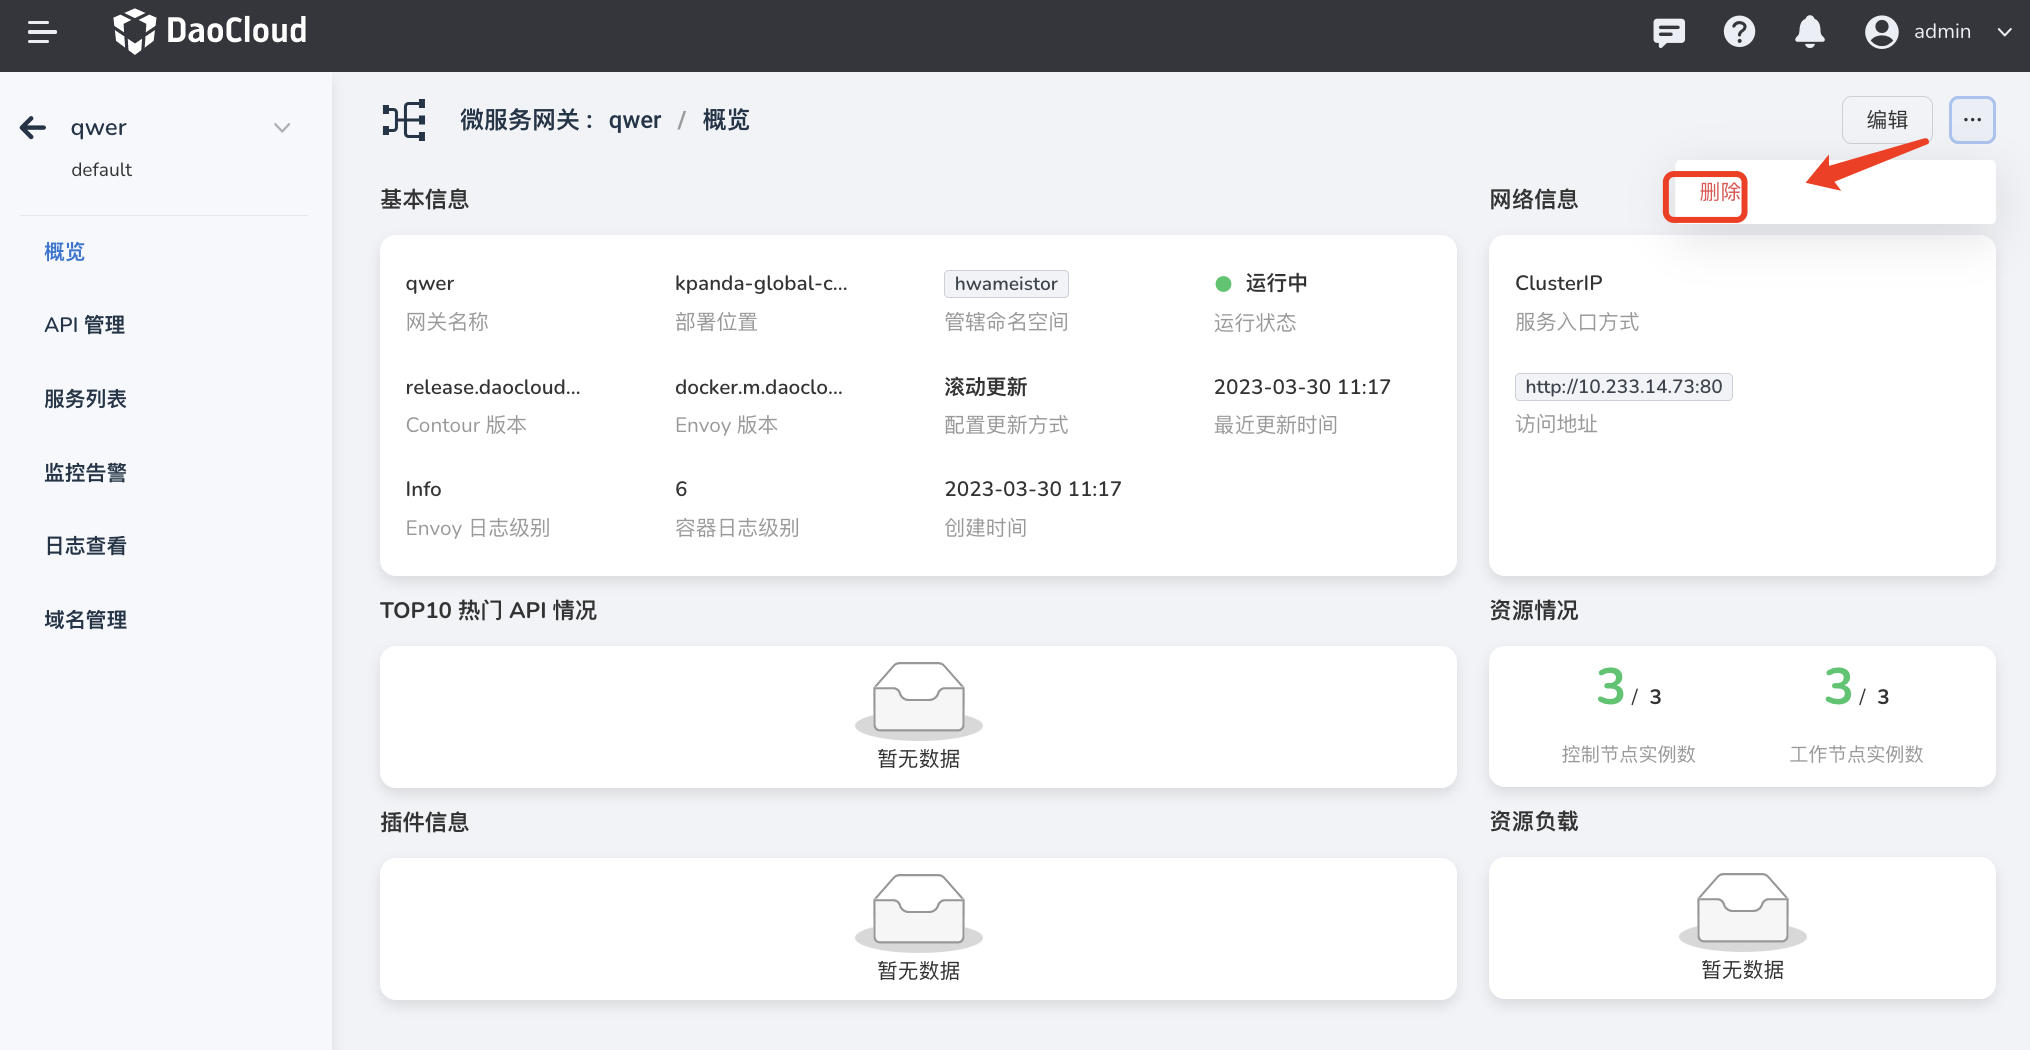 DaoCloud
admin
qwer
default
概览
API 管理
服务列表
监控告警
日志查看
域名管理
微服务网关： qwer / 概览
编辑
...
删除
基本信息
qwer
网关名称
kpanda-global-c...
部署位置
hwameistor
管辖命名空间
运行中
运行状态
release.daocloud...
Contour 版本
docker.m.daoclo...
Envoy 版本
滚动更新
配置更新方式
2023-03-30 11:17
最近更新时间
Info
Envoy 日志级别
6
容器日志级别
2023-03-30 11:17
创建时间
网络信息
ClusterIP
服务入口方式
http://10.233.14.73:80
访问地址
TOP10 热门 API 情况
暂无数据
资源情况
3 / 3
控制节点实例数
3 / 3
工作节点实例数
插件信息
暂无数据
资源负载
暂无数据